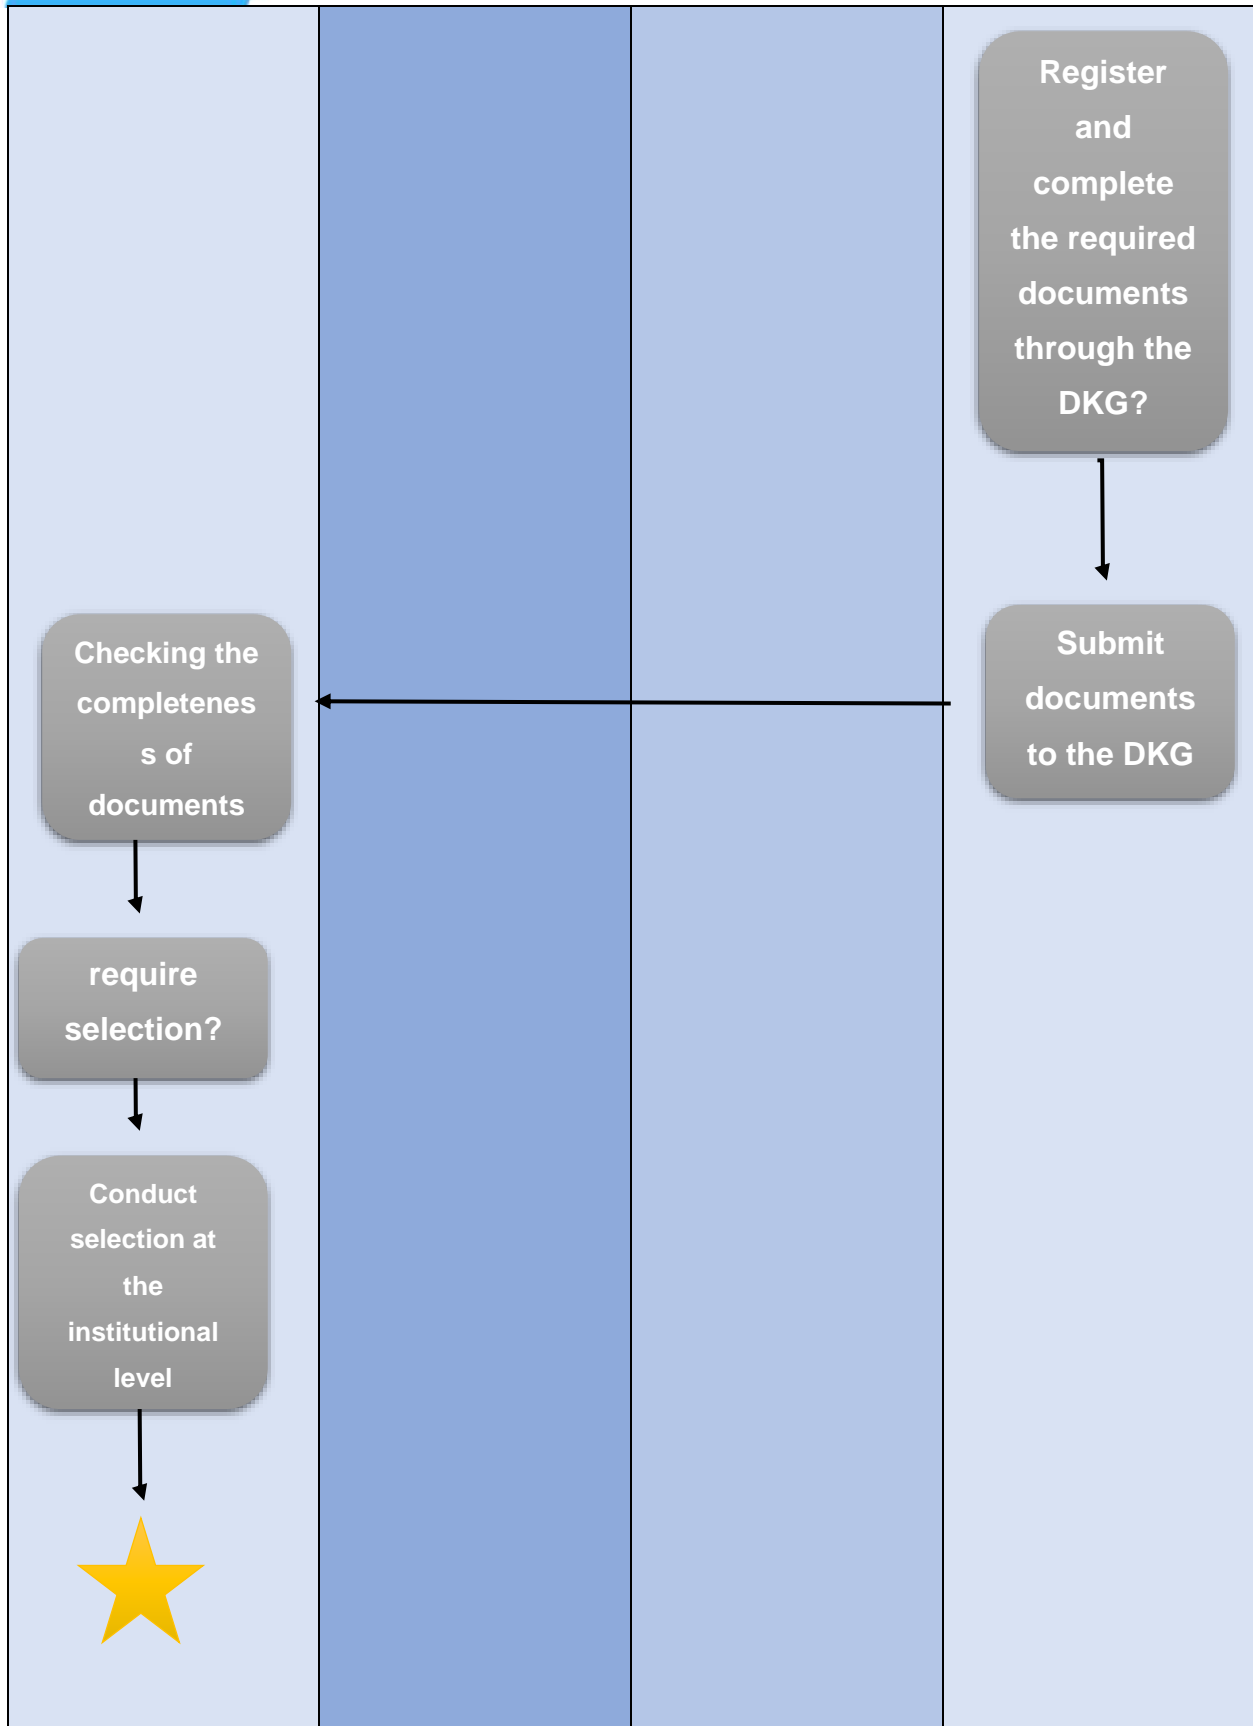 Register
and
complete
the required
documents
through the
DKG?
Submit
documents
to the DKG
Checking the
completenes
s of
documents
require
selection?
Conduct
selection at
the
institutional
level